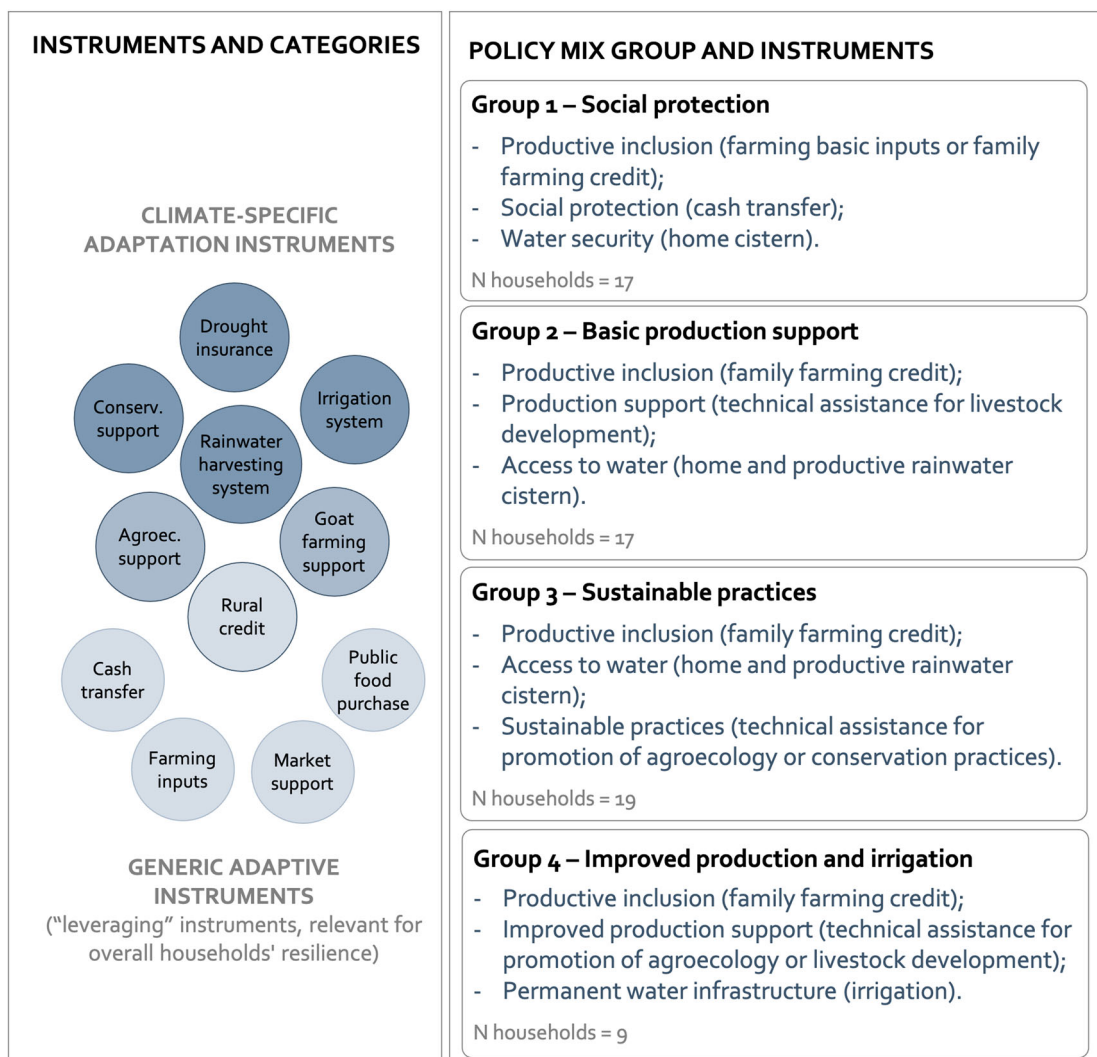 INSTRUMENTS AND CATEGORIES
CLIMATE-SPECIFIC
ADAPTATION INSTRUMENTS
Drought
insurance
Conserv.
support
Irrigation
system
Rainwater
harvesting
system
Agroec.
support
Goat
farming
support
Rural
credit
Cash
transfer
Public
food
purchase
Farming
inputs
Market
support
GENERIC ADAPTIVE
INSTRUMENTS
("leveraging" instruments, relevant for
overall households' resilience)
POLICY MIX GROUP AND INSTRUMENTS
Group 1 – Social protection
- Productive inclusion (farming basic inputs or family
farming credit);
- Social protection (cash transfer);
- Water security (home cistern).
N households = 17
Group 2 – Basic production support
- Productive inclusion (family farming credit);
- Production support (technical assistance for livestock
development);
- Access to water (home and productive rainwater
cistern).
N households = 17
Group 3 – Sustainable practices
- Productive inclusion (family farming credit);
- Access to water (home and productive rainwater
cistern);
- Sustainable practices (technical assistance for
promotion of agroecology or conservation practices).
N households = 19
Group 4 – Improved production and irrigation
- Productive inclusion (family farming credit);
- Improved production support (technical assistance for
promotion of agroecology or livestock development);
- Permanent water infrastructure (irrigation).
N households = 9